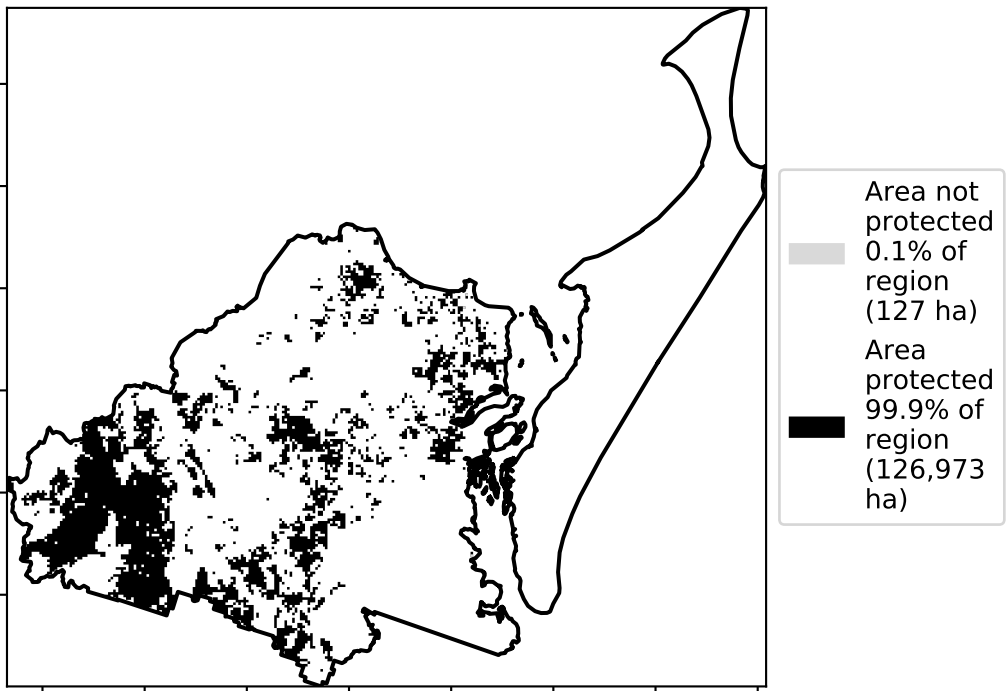 Area not
protected
0.1% of
region
(127 ha)
Area
protected
99.9% of
region
(126,973
ha)